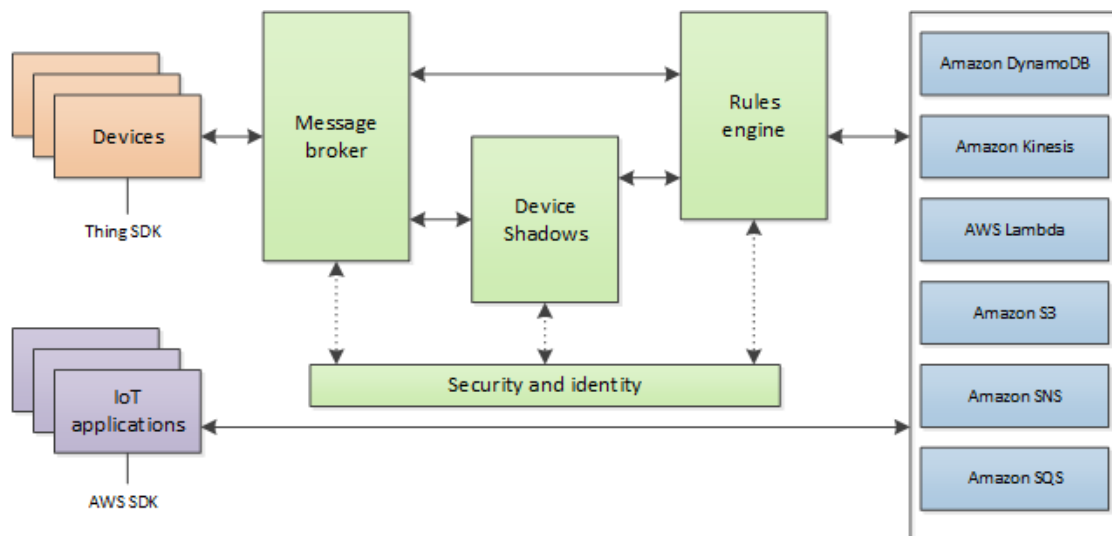 Devices
Thing SDK
Message
broker
Device
Shadows
Rules
engine
Security and identity
IoT
applications
AWS SDK
Amazon DynamoDB
Amazon Kinesis
AWS Lambda
Amazon S3
Amazon SNS
Amazon SQS